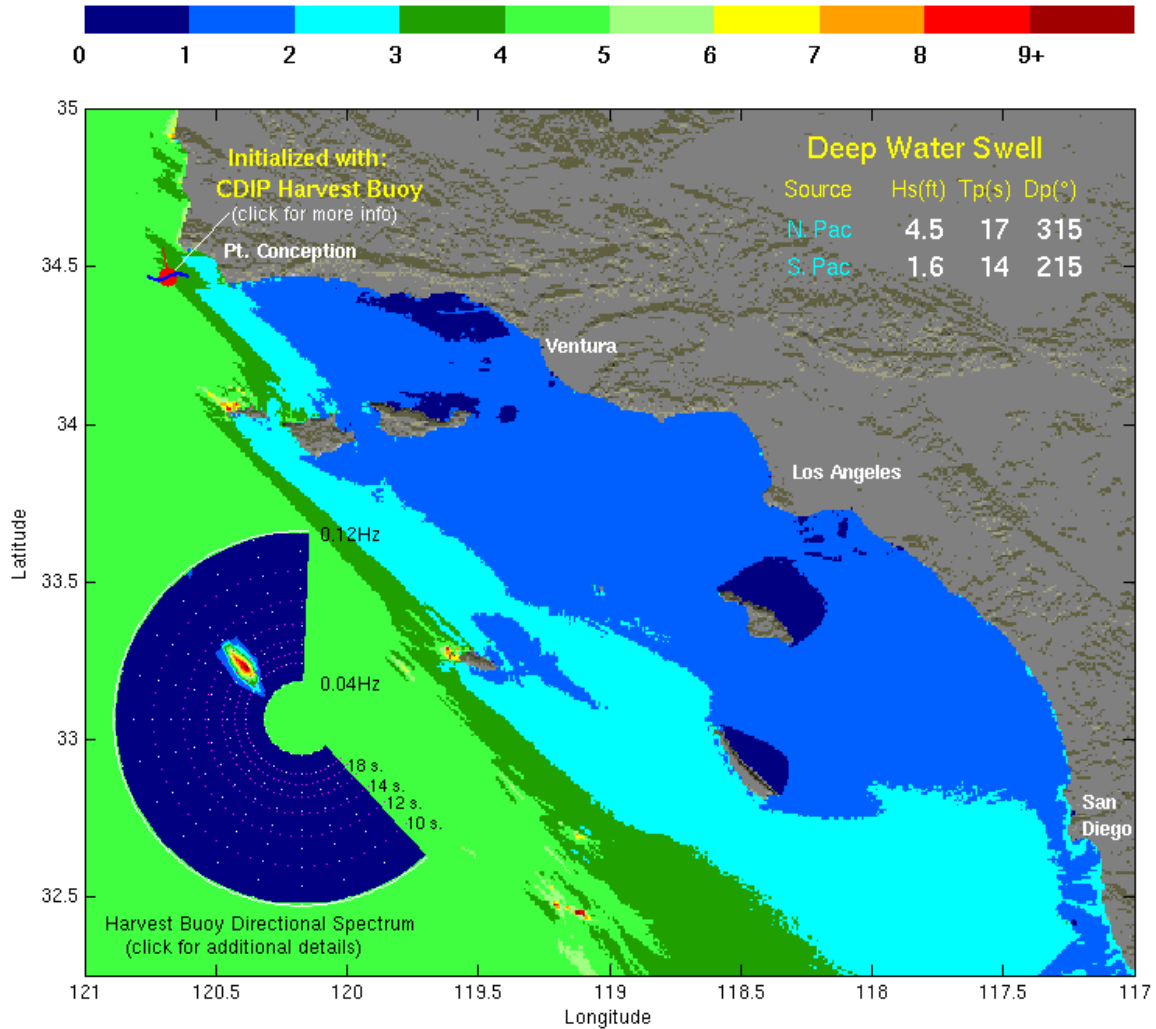 0 1 2 3 4 5 6 7 8 9+
35
34.5
34
33.5
33
32.5
Latitude
Initialized with:
CDIP Harvest Buoy
(click for more info)
Pt. Conception
Deep Water Swell
Source Hs(ft) Tp(s) Dp(°)
N. Pac 4.5 17 315
S. Pac 1.6 14 215
Ventura
Los Angeles
San
Diego
0.12Hz
0.04Hz
18 s.
14 s.
12 s.
10 s.
Harvest Buoy Directional Spectrum
(click for additional details)
121 120.5 120 119.5 119 118.5 118 117.5 117
Longitude